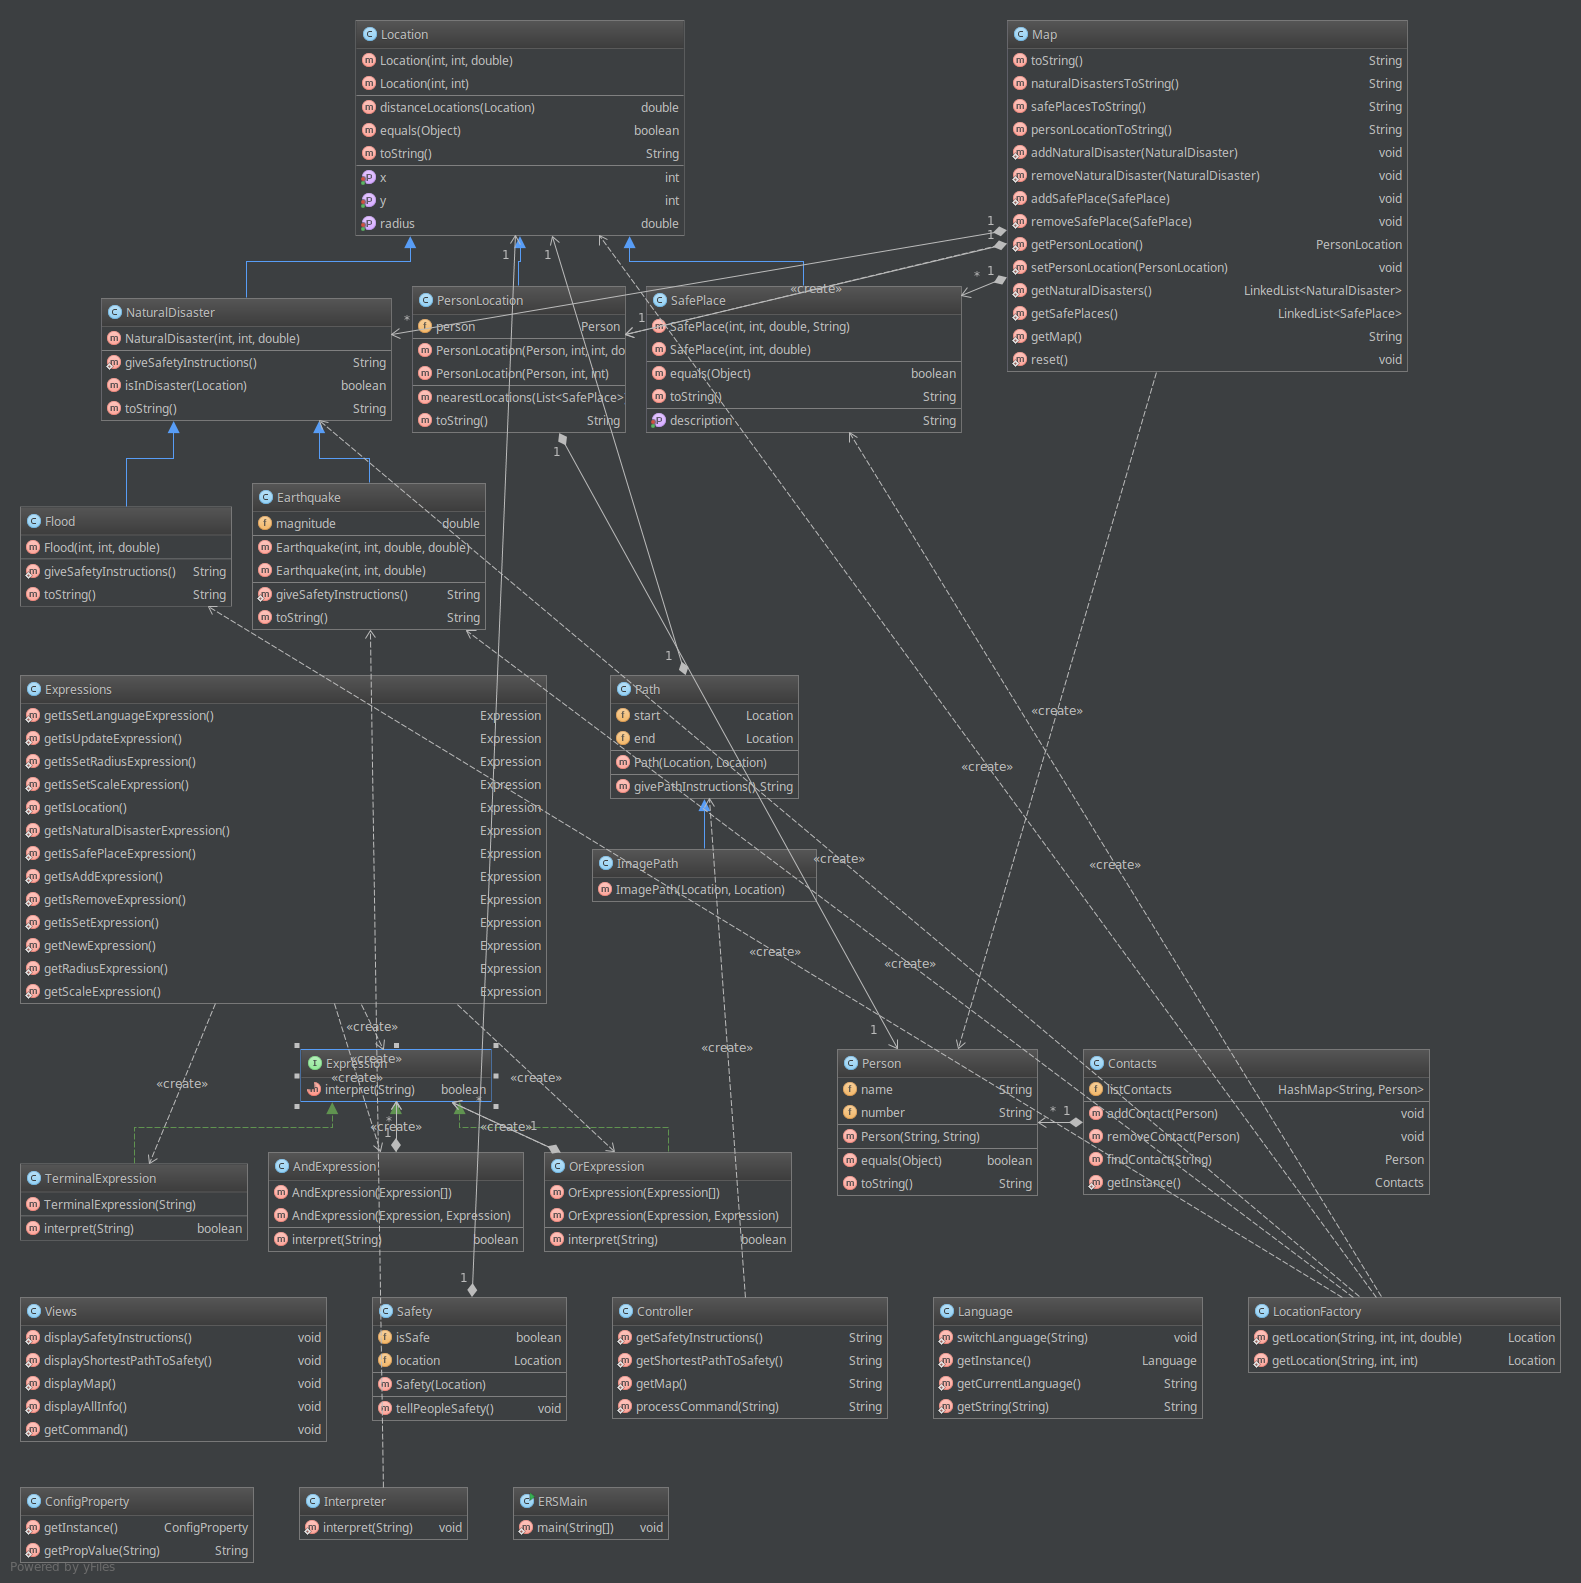 Location
Location(int, int, double)
Location(int, int)
distanceLocations(Location) double
equals(Object) boolean
toString() String
x int
y int
radius double
Map
toString() String
naturalDisastersToString() String
safePlacesToString() String
personLocationToString() String
addNaturalDisaster(NaturalDisaster) void
removeNaturalDisaster(NaturalDisaster) void
addSafePlace(SafePlace) void
removeSafePlace(SafePlace) void
getPersonLocation() PersonLocation
setPersonLocation(PersonLocation) void
getNaturalDisasters() LinkedList<NaturalDisaster>
getSafePlaces() LinkedList<SafePlace>
getMap() String
reset() void
1
1
1
1
* 1
«create»
*
1
NaturalDisaster
NaturalDisaster(int, int, double)
giveSafetyInstructions() String
isInDisaster(Location) boolean
toString() String
PersonLocation
person Person
PersonLocation(Person, int, int, do
PersonLocation(Person, int, int)
nearestLocations(List<SafePlace>
toString() String
1
SafePlace
SafePlace(int, int, double, String)
SafePlace(int, int, double)
equals(Object) boolean
toString() String
description String
Flood
Flood(int, int, double)
giveSafetyInstructions() String
toString() String
Earthquake
magnitude double
Earthquake(int, int, double, double)
Earthquake(int, int, double)
giveSafetyInstructions() String
toString() String
Expressions
getIsSetLanguageExpression() Expression
getIsUpdateExpression() Expression
getIsSetRadiusExpression() Expression
getIsSetScaleExpression() Expression
getIsLocation() Expression
getIsNaturalDisasterExpression() Expression
getIsSafePlaceExpression() Expression
getIsAddExpression() Expression
getIsRemoveExpression() Expression
getIsSetExpression() Expression
getNewExpression() Expression
getRadiusExpression() Expression
getScaleExpression() Expression
1
Path
start Location
end Location
Path(Location, Location)
givePathInstructions() String
ImagePath
ImagePath(Location, Location)
«create»
«create»
«create»
«create»
«create»
«create»
«create»
1
«create»
«create»
«create»
«create»
«create»
Expression
interpret(String) boolean
*
*
1
«create»
«create»
1
Person
name String
number String
Person(String, String)
equals(Object) boolean
toString() String
* 1
Contacts
listContacts HashMap<String, Person>
addContact(Person) void
removeContact(Person) void
findContact(String) Person
getInstance() Contacts
TerminalExpression
TerminalExpression(String)
interpret(String) boolean
AndExpression
AndExpression(Expression[])
AndExpression(Expression, Expression)
interpret(String) boolean
OrExpression
OrExpression(Expression[])
OrExpression(Expression, Expression)
interpret(String) boolean
1
Views
displaySafetyInstructions() void
displayShortestPathToSafety() void
displayMap() void
displayAllInfo() void
getCommand() void
Safety
isSafe boolean
location Location
Safety(Location)
tellPeopleSafety() void
Controller
getSafetyInstructions() String
getShortestPathToSafety() String
getMap() String
processCommand(String) String
Language
switchLanguage(String) void
getInstance() Language
getCurrentLanguage() String
getString(String) String
LocationFactory
getLocation(String, int, int, double) Location
getLocation(String, int, int) Location
ConfigProperty
getInstance() ConfigProperty
getPropValue(String) String
Interpreter
interpret(String) void
ERSMain
main(String[]) void
Powered by yFiles